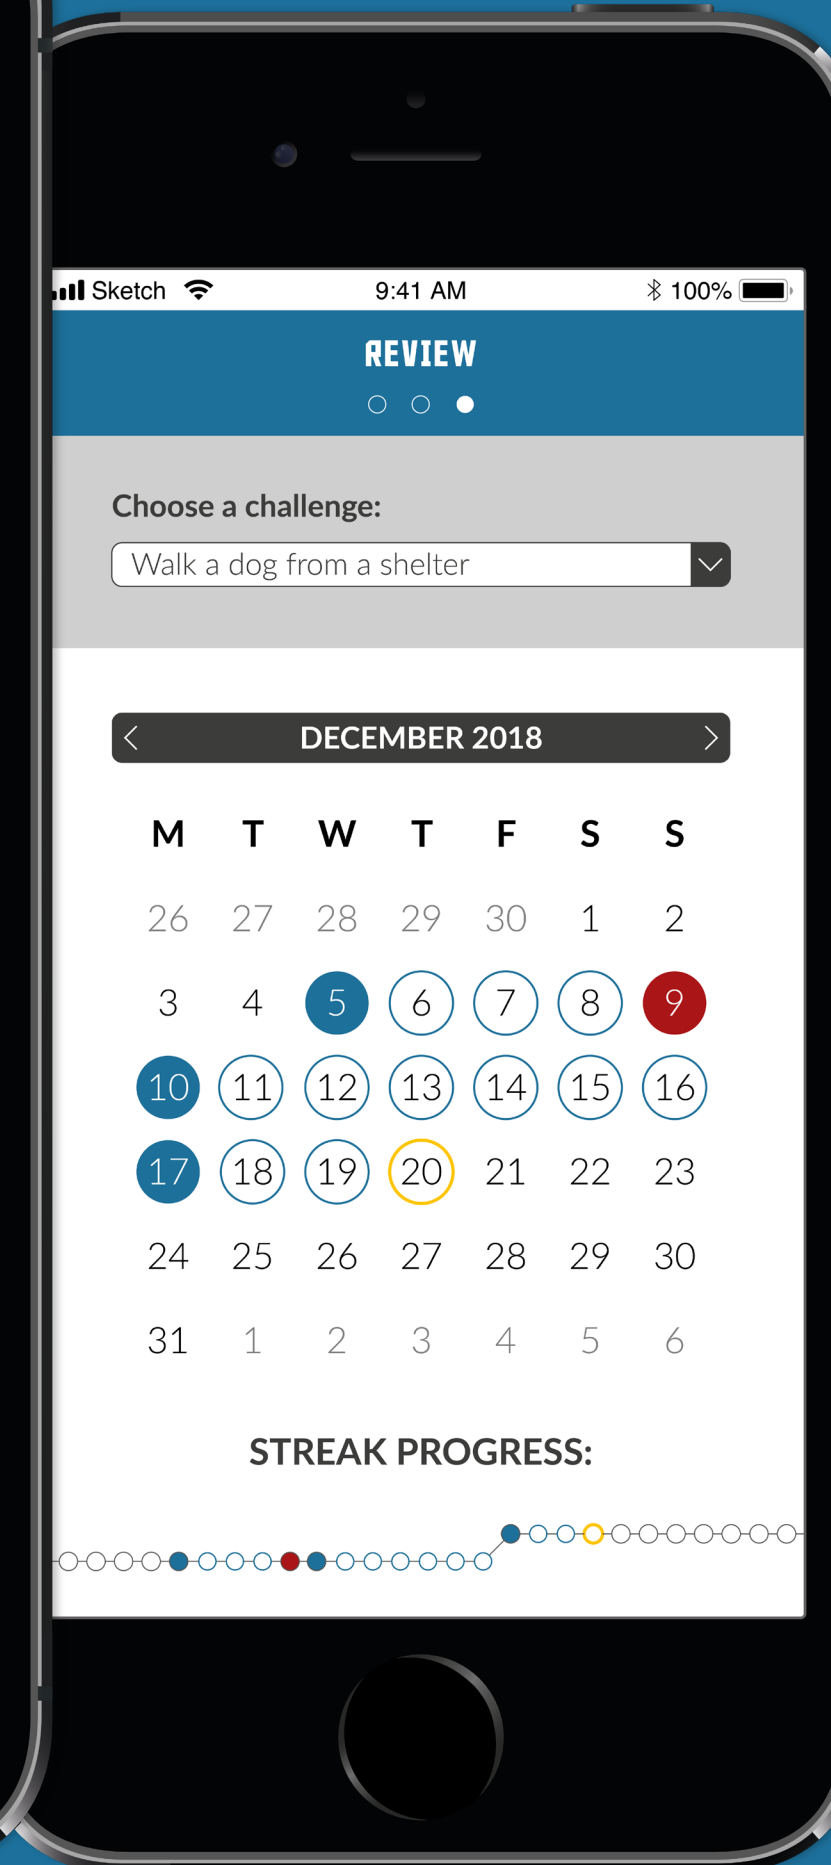 Sketch 9:41 AM 100%
REVIEW
Choose a challenge:
Walk a dog from a shelter
DECEMBER 2018
M T W T F S S
26 27 28 29 30 1 2
3 4 5 6 7 8 9
10 11 12 13 14 15 16
17 18 19 20 21 22 23
24 25 26 27 28 29 30
31 1 2 3 4 5 6
STREAK PROGRESS: